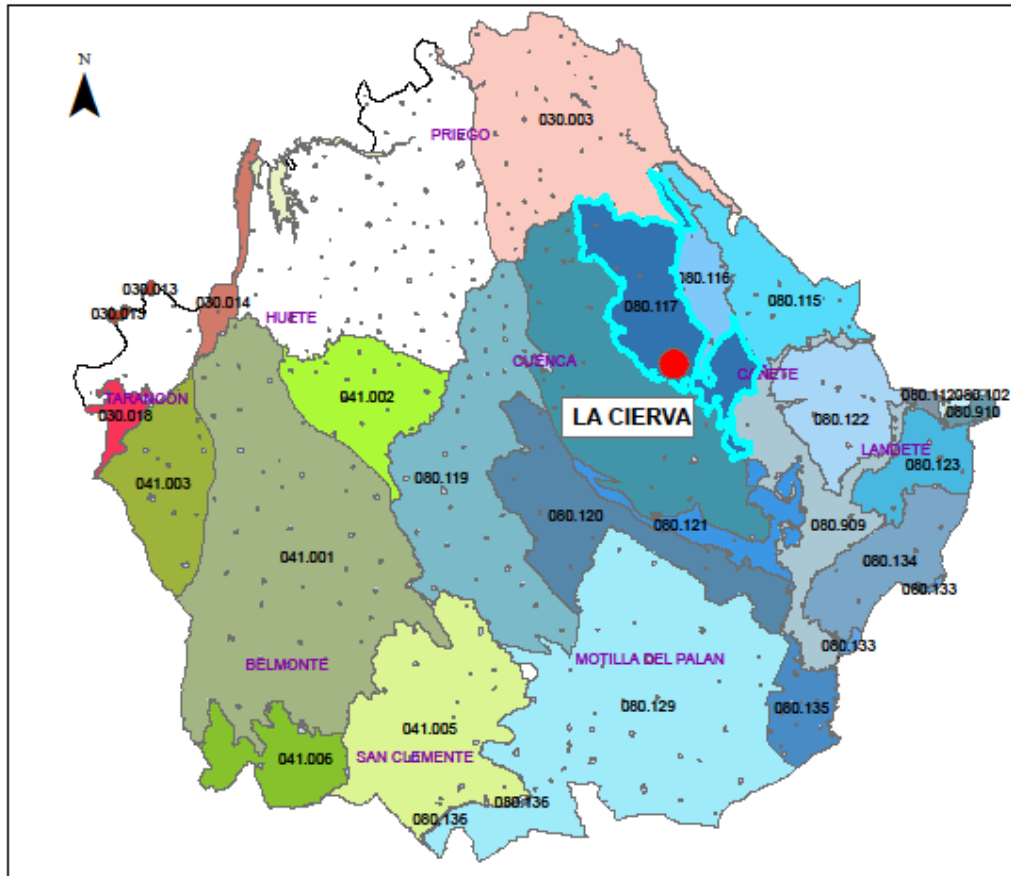 N
030.003
PRIEGO
080.116
030.013
030.013
030.014
080.117
080.115
HUETE
CUENCA
CAÑETE
TARANCÓN
041.002
080.112
080.102
030.018
LA CIERVA
080.910
080.122
LANDETE
041.003
080.119
080.123
080.120
080.121
080.909
041.001
080.134
080.133
080.133
BELMONTE
MOTILLA DEL PALAN
080.129
080.135
041.005
041.006
SAN CLEMENTE
080.136
080.136